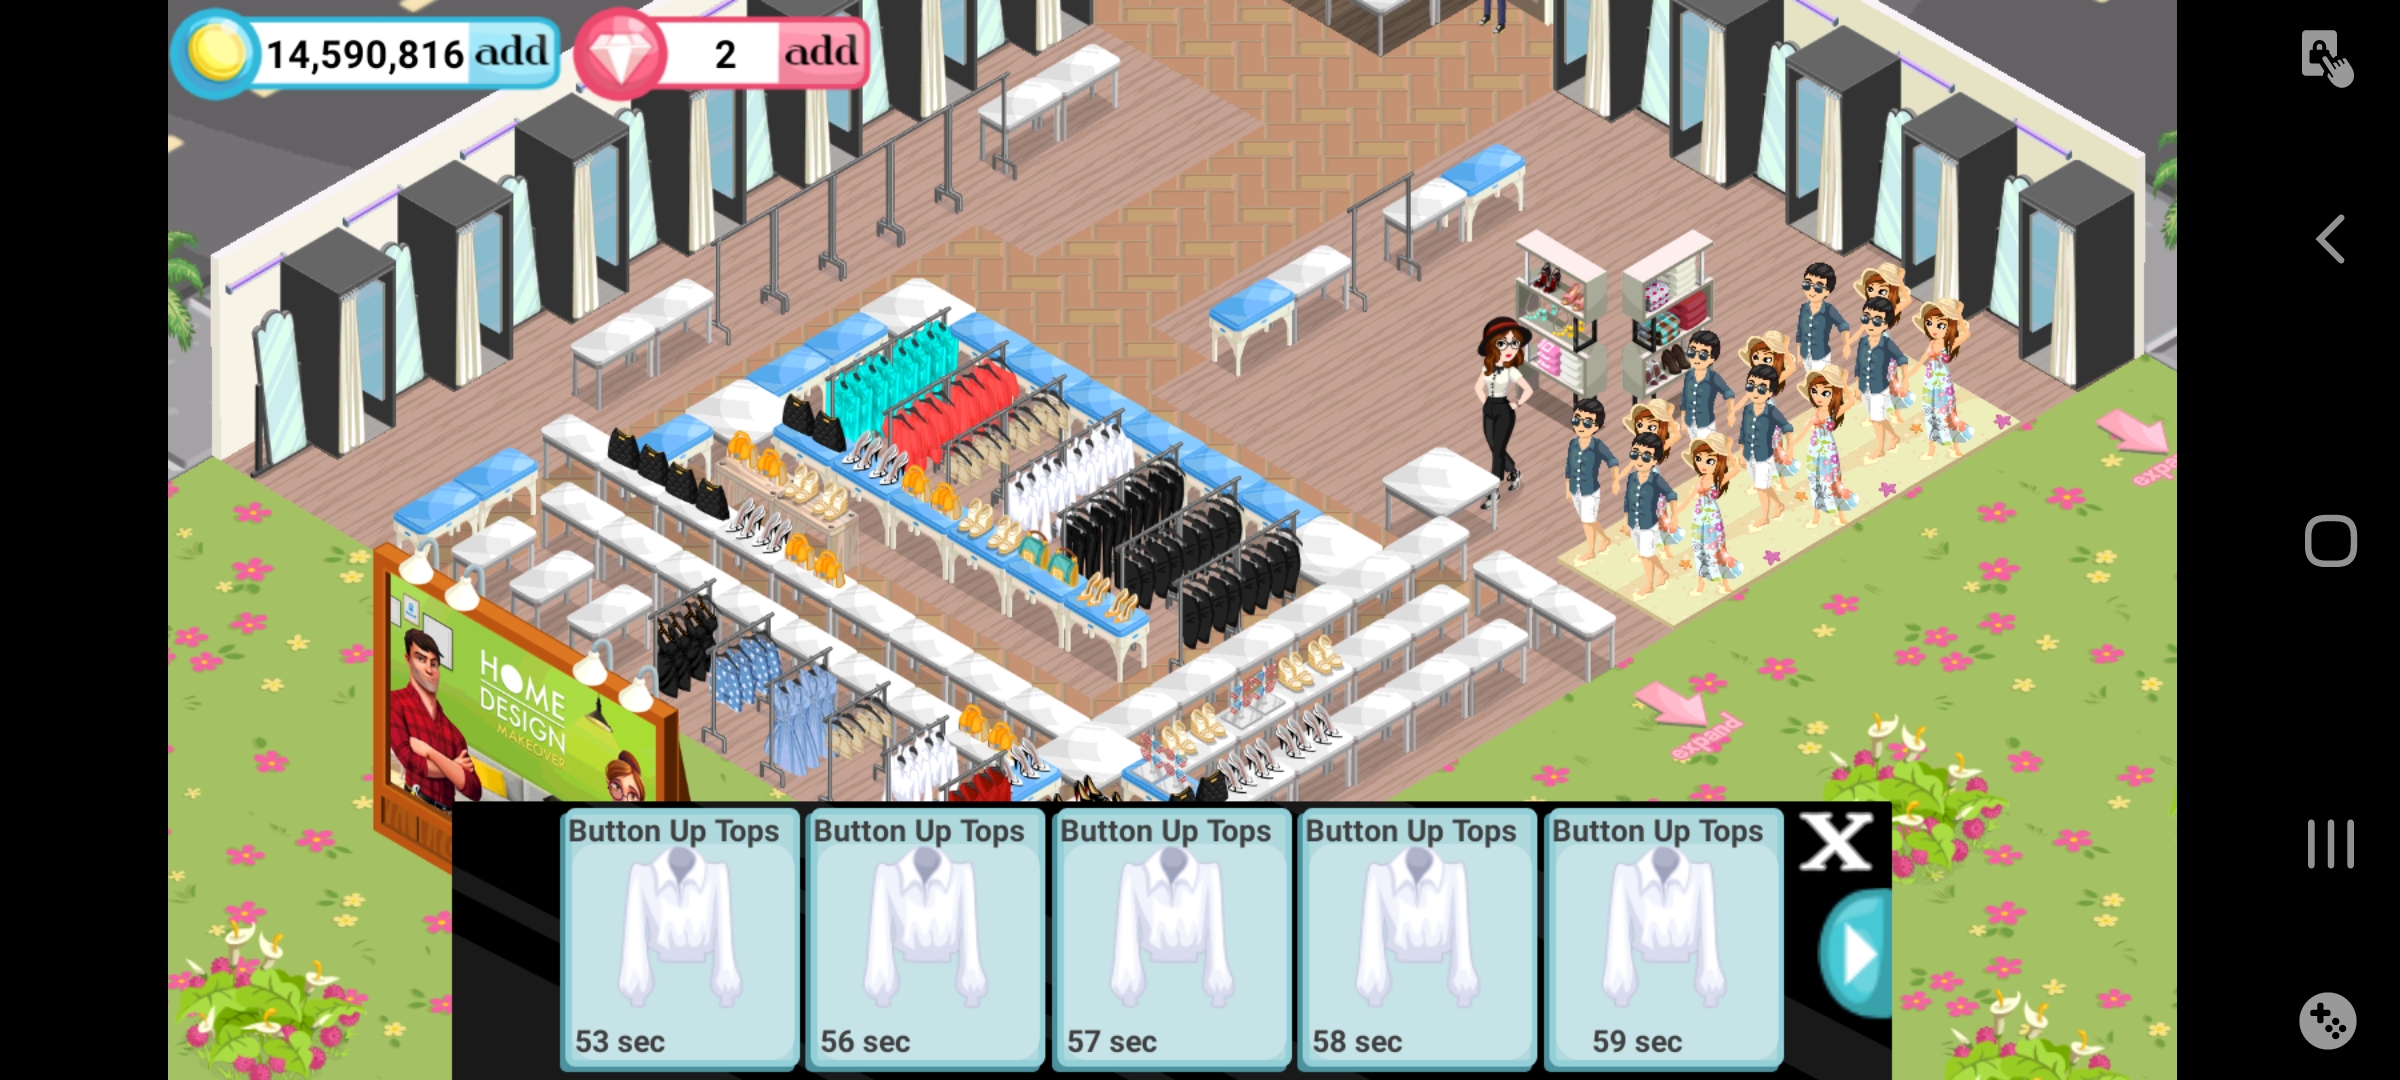 14,590,816 add
2 add
HOME
DESIGN
MAKEOVER
expand
Button Up Tops
53 sec
Button Up Tops
56 sec
Button Up Tops
57 sec
Button Up Tops
58 sec
Button Up Tops
59 sec
X